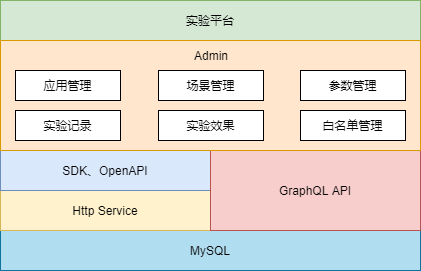 实验平台
Admin
应用管理
场景管理
参数管理
实验记录
实验效果
白名单管理
SDK、OpenAPI
GraphQL API
Http Service
MySQL